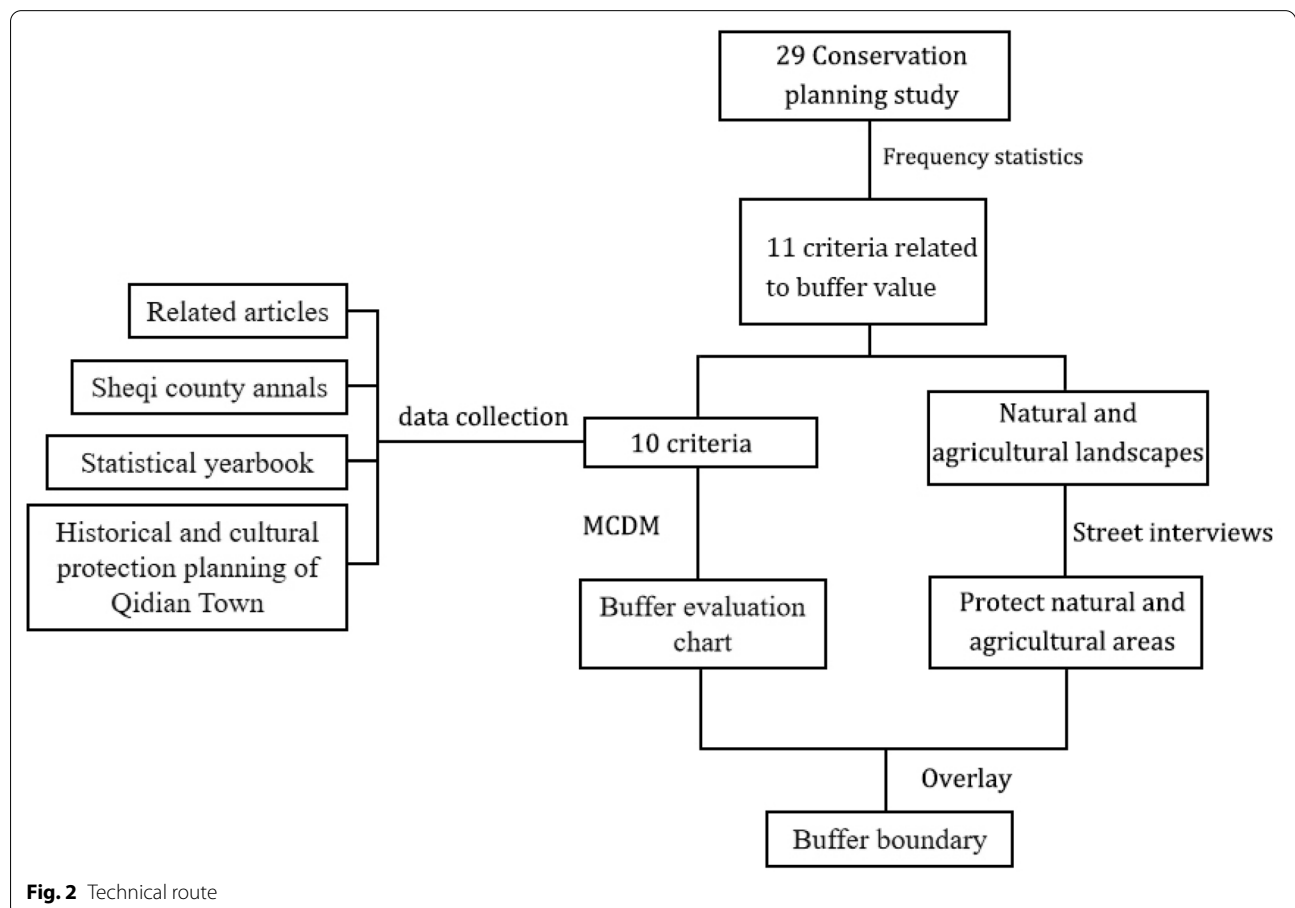 29 Conservation
planning study
Frequency statistics
11 criteria related
to buffer value
Related articles
Sheqi county annals
Statistical yearbook
Historical and cultural
protection planning of
Qidian Town
data collection
10 criteria
Natural and
agricultural landscapes
MCDM
Street interviews
Buffer evaluation
chart
Protect natural and
agricultural areas
Overlay
Buffer boundary
Fig. 2 Technical route